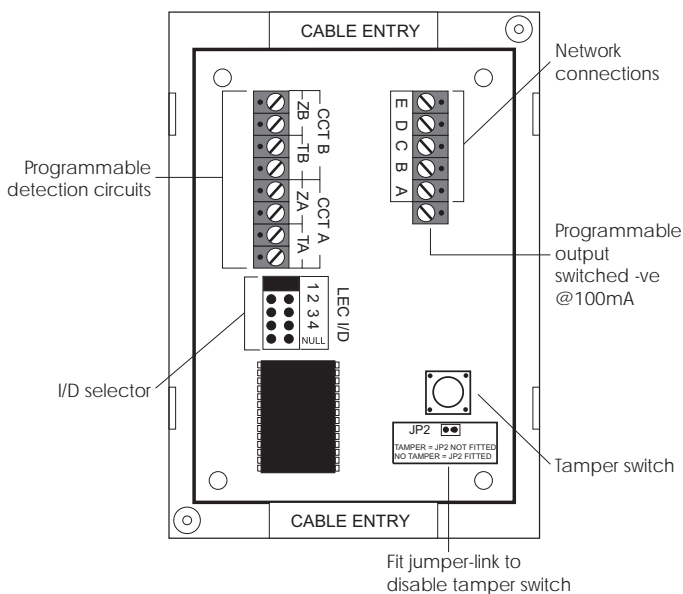 CABLE ENTRY
Network
connections
ZB
TB
ZA
TA
CCT B
CCT A
E
D
C
B
A
Programmable
detection circuits
Programmable
output
switched -ve
@100mA
1
2
3
4
NULL
LEC I/D
I/D selector
JP2
TAMPER = JP2 NOT FITTED
NO TAMPER = JP2 FITTED
Tamper switch
CABLE ENTRY
Fit jumper-link to
disable tamper switch